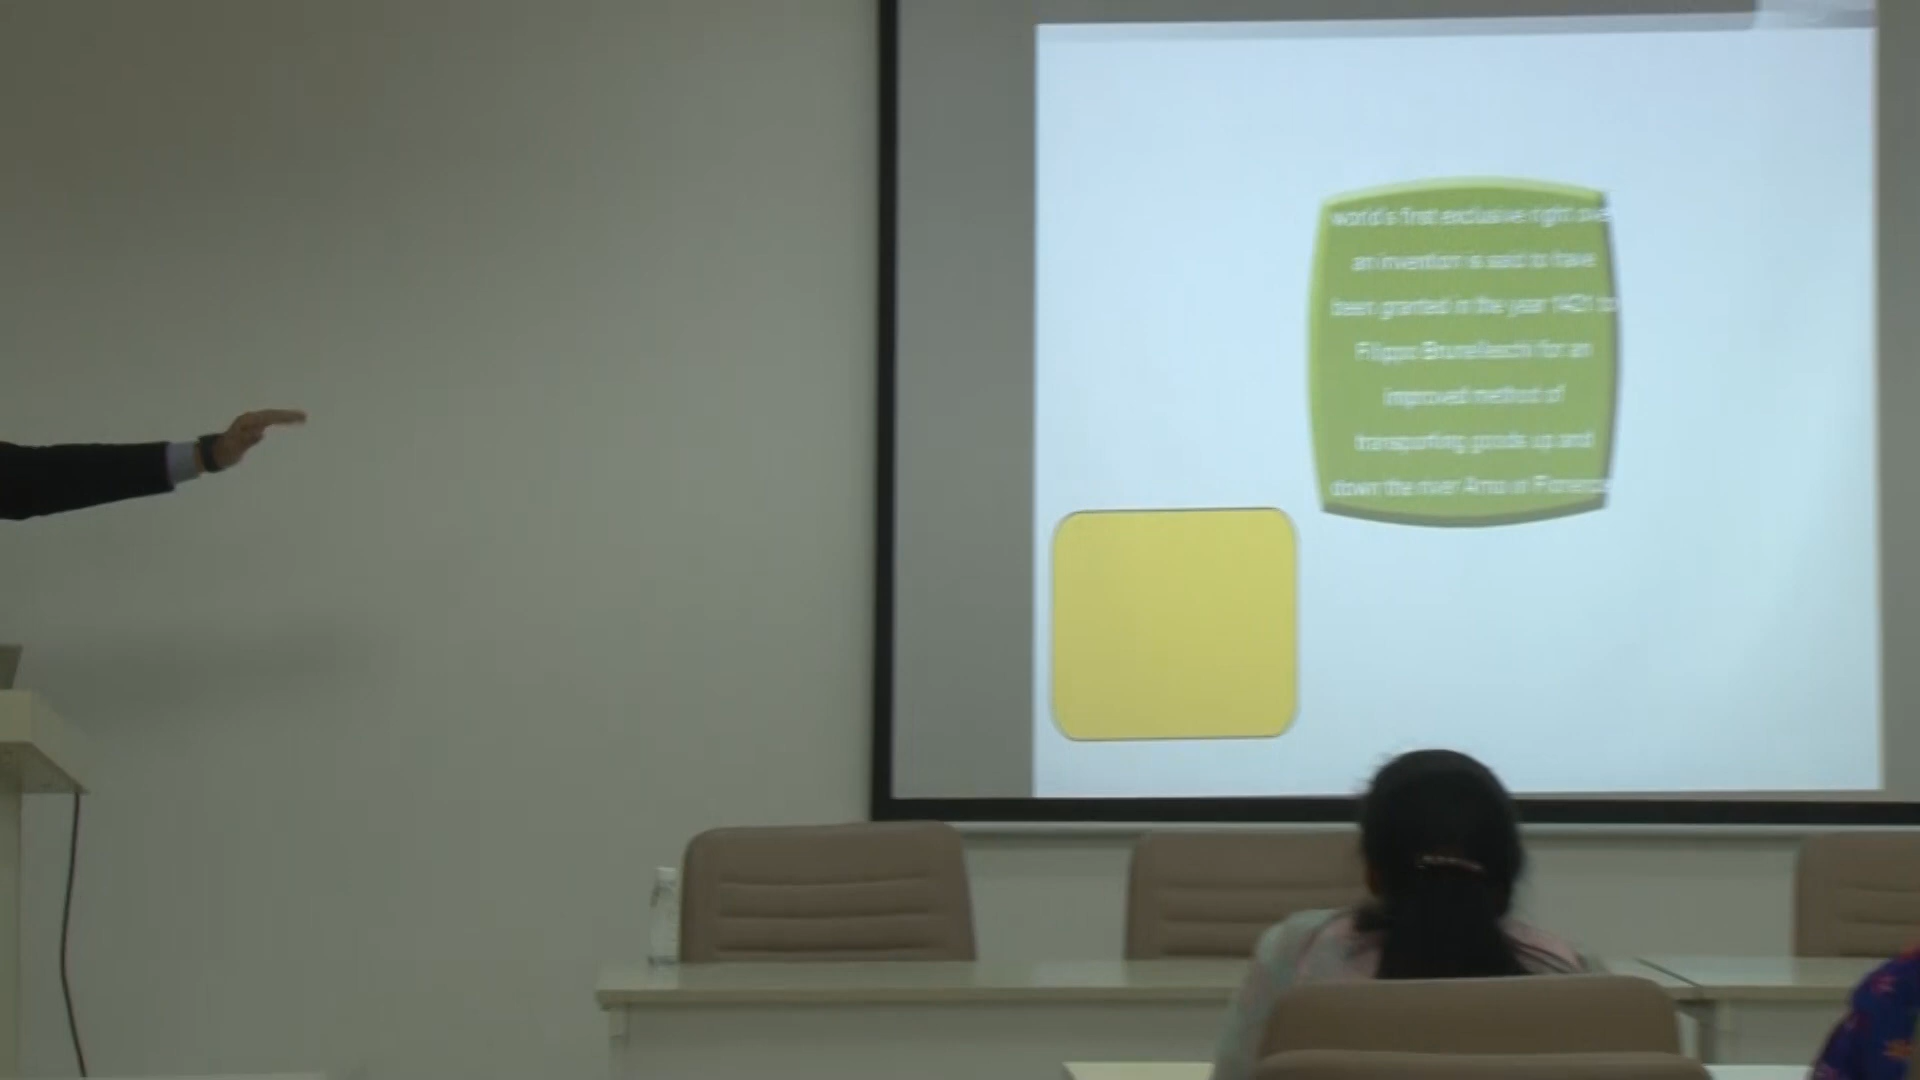 world's first exclusive right over
an invention is said to have
been granted in the year 1421 to
Filippo Brunelleschi for an
improved method of
transporting goods up and
down the river Arno in Florence